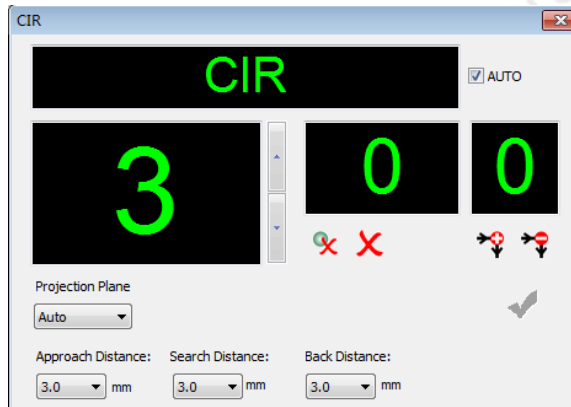 CIR
CIR
AUTO
3
0
0
Projection Plane
Auto
Approach Distance: Search Distance: Back Distance:
3.0 mm 3.0 mm 3.0 mm